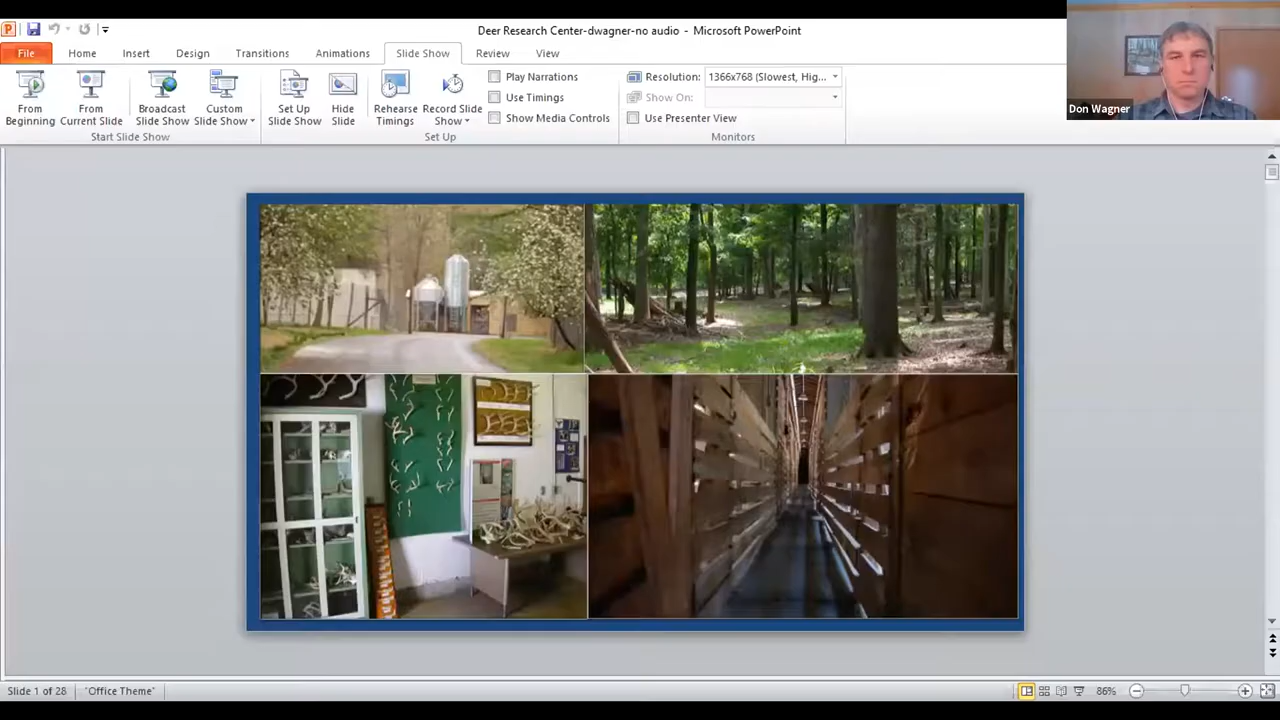 Deer Research Center-dwagner-no audio - Microsoft PowerPoint
File Home Insert Design Transitions Animations Slide Show Review View
From Beginning
From Current Slide
Broadcast Slide Show
Custom Slide Show
Start Slide Show
Set Up Slide Show
Hide Slide
Rehearse Timings
Record Slide Show
Play Narrations
Use Timings
Show Media Controls
Set Up
Resolution: 1366x768 (Slowest, Hig...
Show On:
Use Presenter View
Monitors
Don Wagner
Slide 1 of 28
"Office Theme"
86%